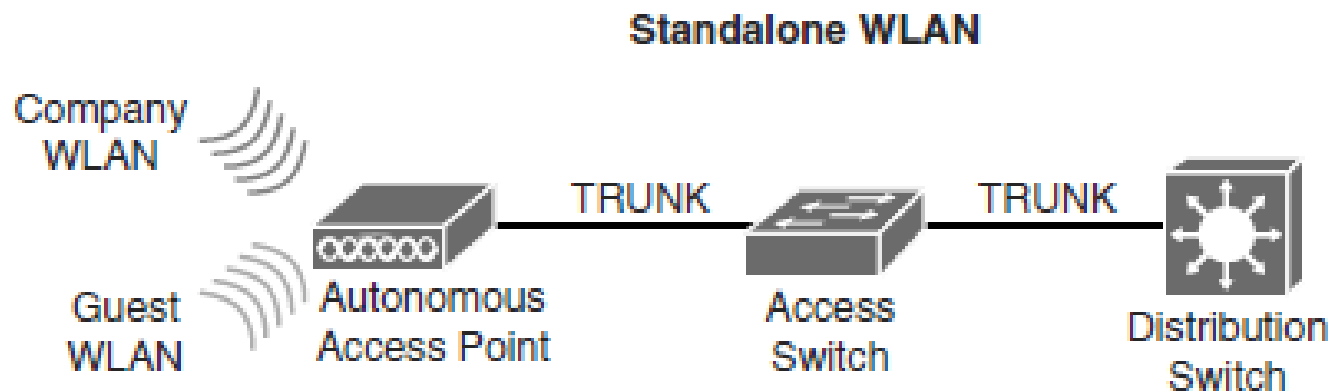 Standalone WLAN
Company
WLAN
TRUNK
TRUNK
Guest
WLAN
Autonomous
Access Point
Access
Switch
Distribution
Switch